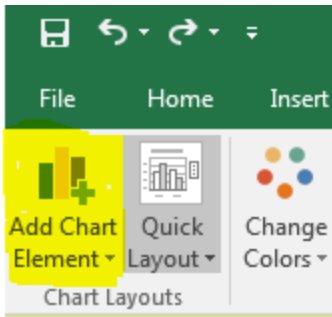 File Home Insert
Add Chart Element
Quick Layout
Change Colors
Chart Layouts